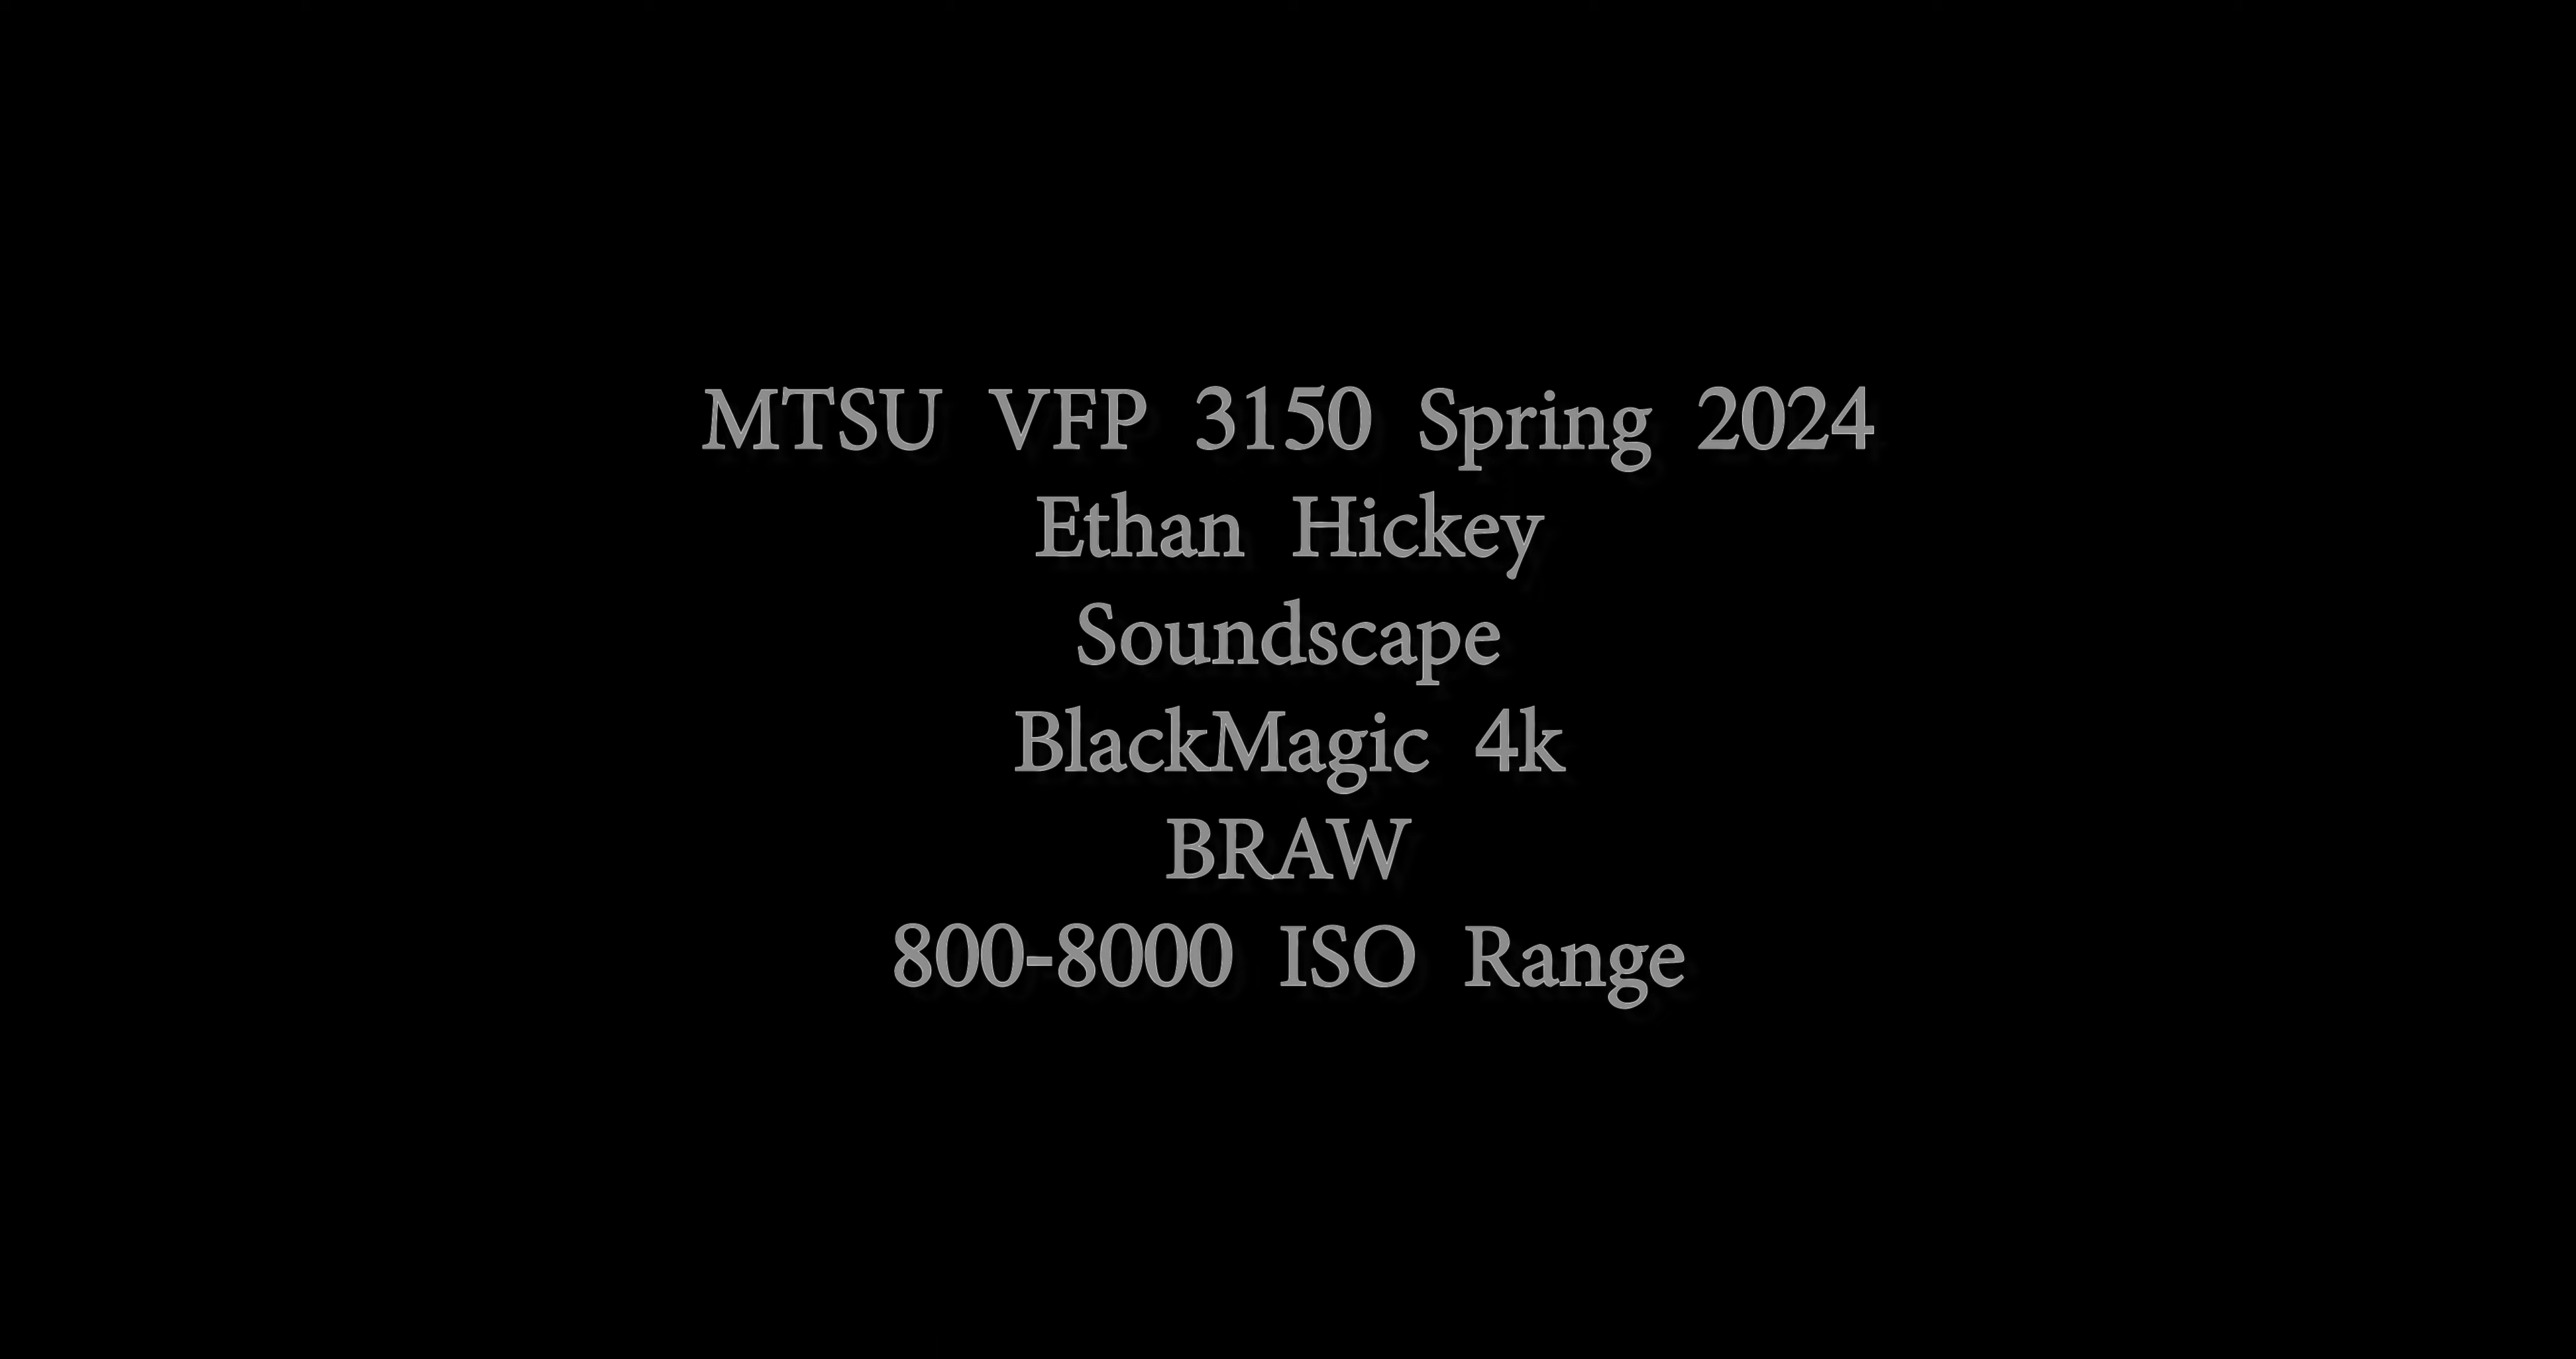 MTSU VFP 3150 Spring 2024
Ethan Hickey
Soundscape
BlackMagic 4k
BRAW
800-8000 ISO Range